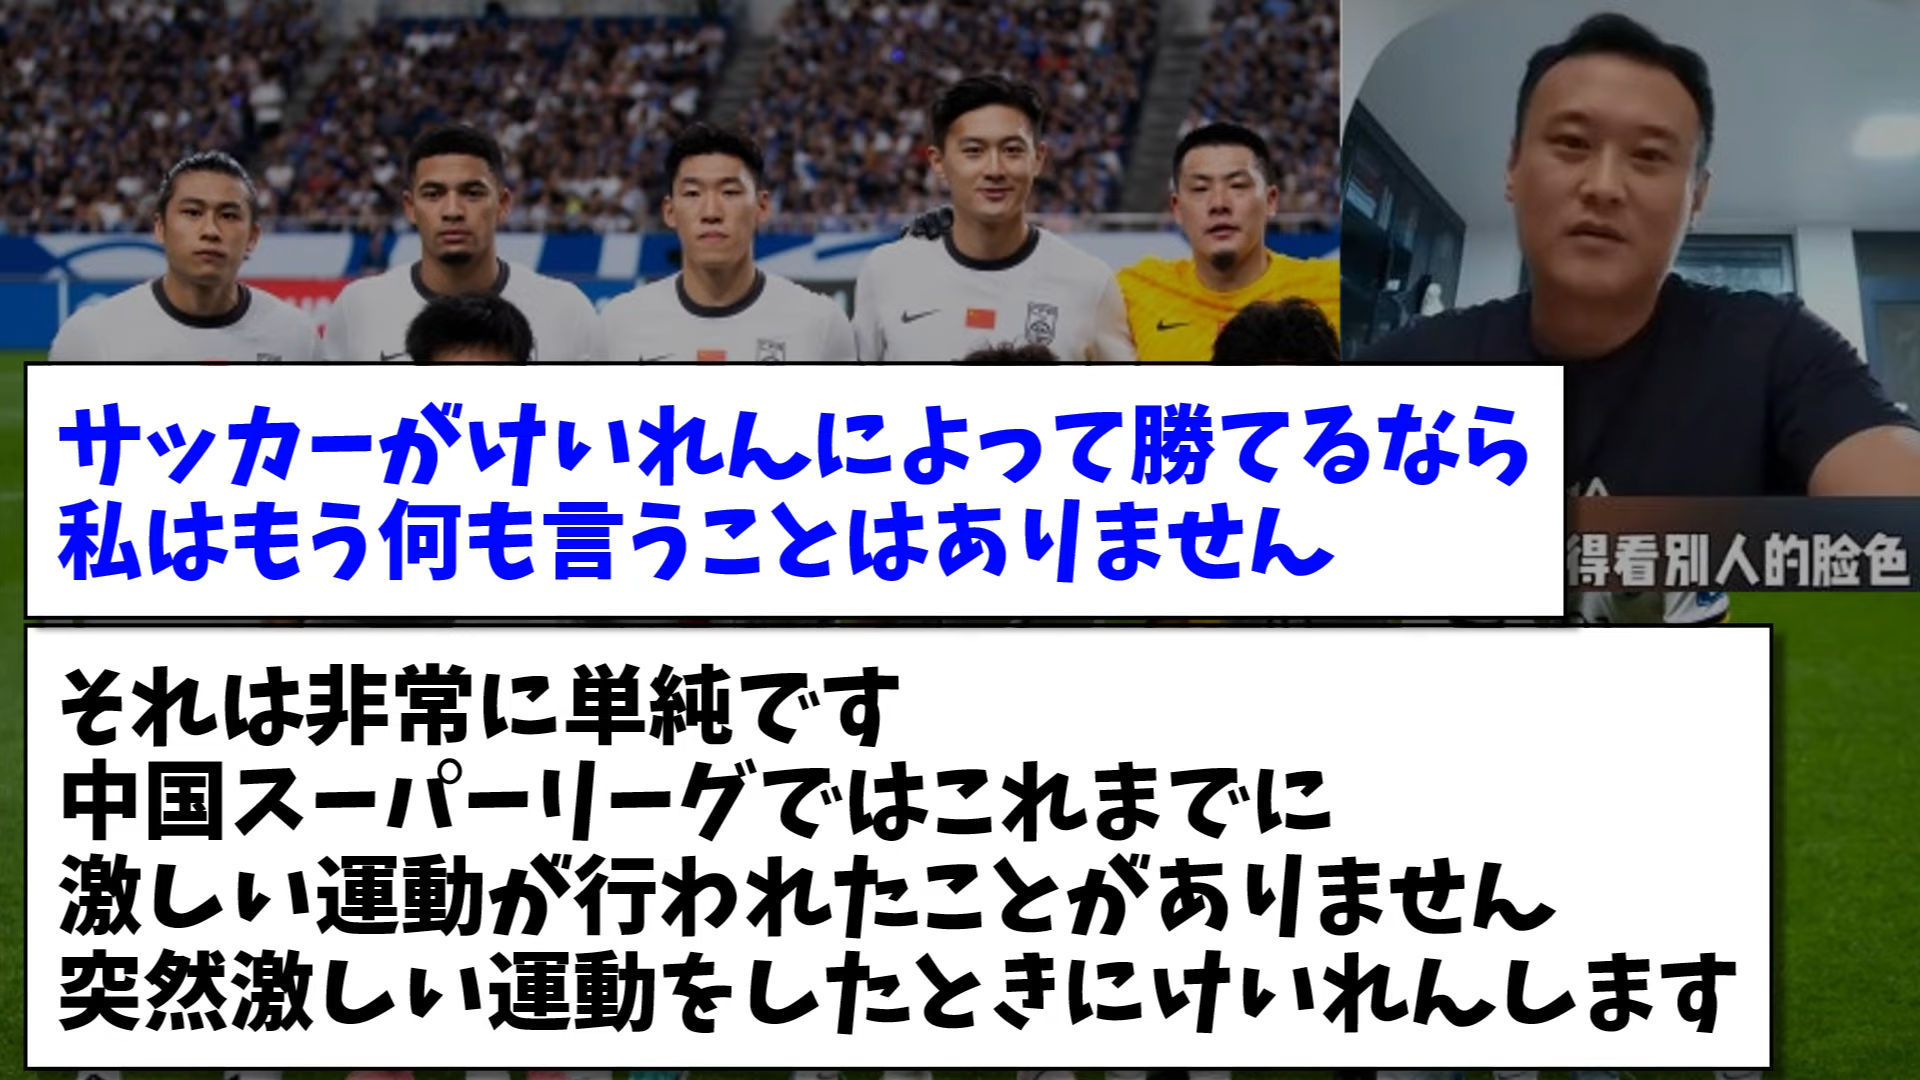 サッカーがけいれんによって勝てるなら
私はもう何も言うことはありません
得看别人的脸色
それは非常に単純です
中国スーパーリーグではこれまでに
激しい運動が行われたことがありません
突然激しい運動をしたときにけいれんします